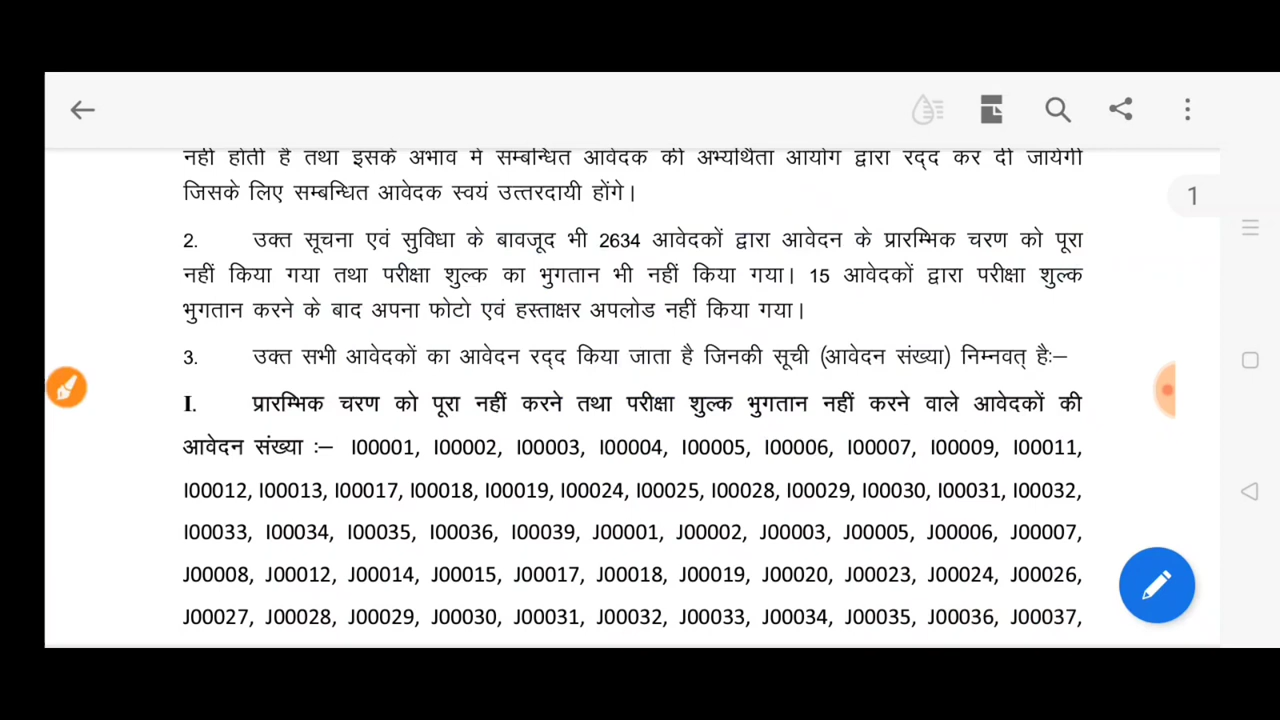 नहीं होती है तथा इसके अभाव में सम्बन्धित आवेदक की अभ्यर्थिता आयोग द्वारा रद्द कर दी जायेगी
जिसके लिए सम्बन्धित आवेदक स्वयं उत्तरदायी होंगे।
1
2. उक्त सूचना एवं सुविधा के बावजूद भी 2634 आवेदकों द्वारा आवेदन के प्रारम्भिक चरण को पूरा
नहीं किया गया तथा परीक्षा शुल्क का भुगतान भी नहीं किया गया। 15 आवेदकों द्वारा परीक्षा शुल्क
भुगतान करने के बाद अपना फोटो एवं हस्ताक्षर अपलोड नहीं किया गया।
3. उक्त सभी आवेदकों का आवेदन रद्द किया जाता है जिनकी सूची (आवेदन संख्या) निम्नवत् है:–
I. प्रारम्भिक चरण को पूरा नहीं करने तथा परीक्षा शुल्क भुगतान नहीं करने वाले आवेदकों की
आवेदन संख्या :– I00001, I00002, I00003, I00004, I00005, I00006, I00007, I00009, I00011,
I00012, I00013, I00017, I00018, I00019, I00024, I00025, I00028, I00029, I00030, I00031, I00032,
I00033, I00034, I00035, I00036, I00039, J00001, J00002, J00003, J00005, J00006, J00007,
J00008, J00012, J00014, J00015, J00017, J00018, J00019, J00020, J00023, J00024, J00026,
J00027, J00028, J00029, J00030, J00031, J00032, J00033, J00034, J00035, J00036, J00037,